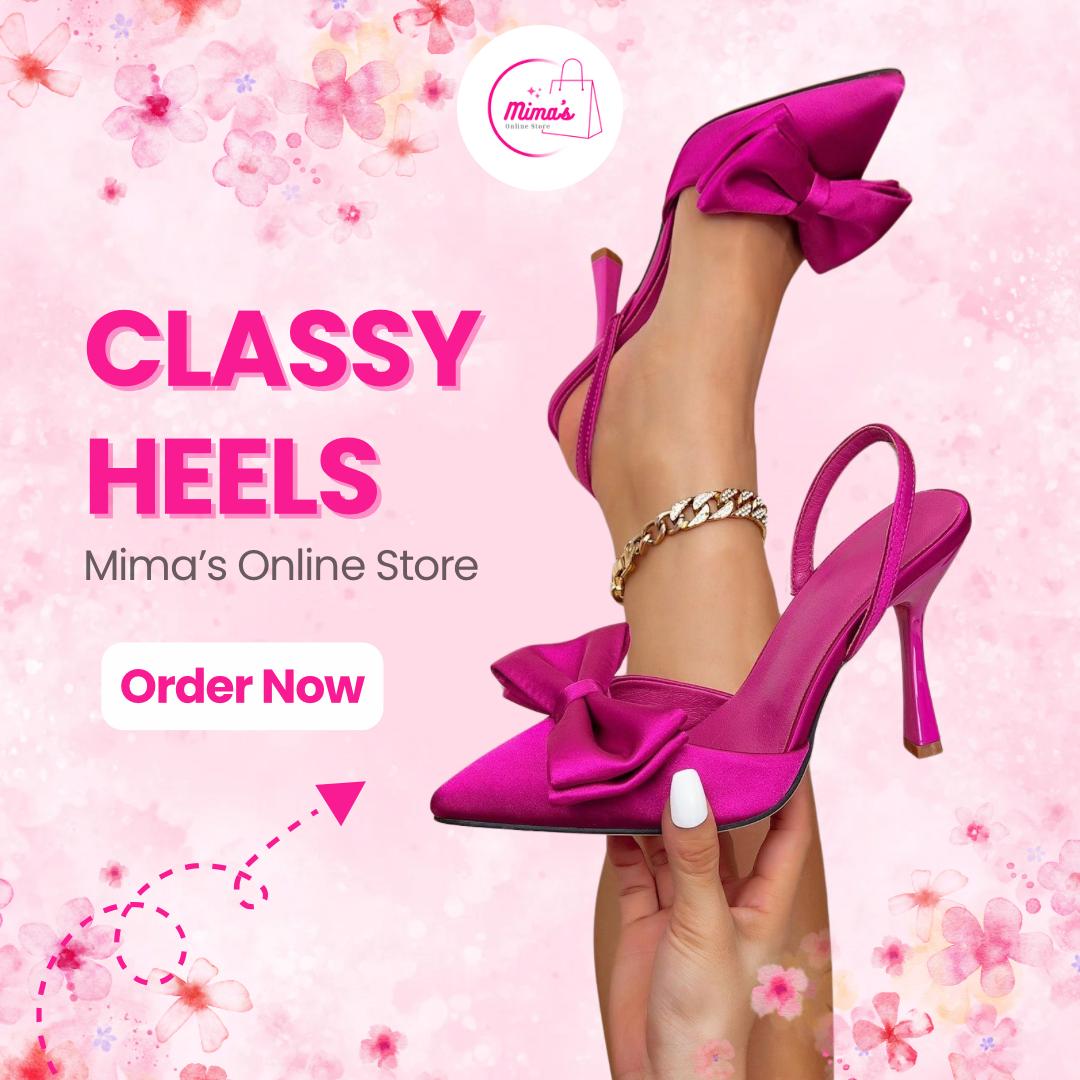 Mima's
Online Store
CLASSY
HEELS
Mima’s Online Store
Order Now